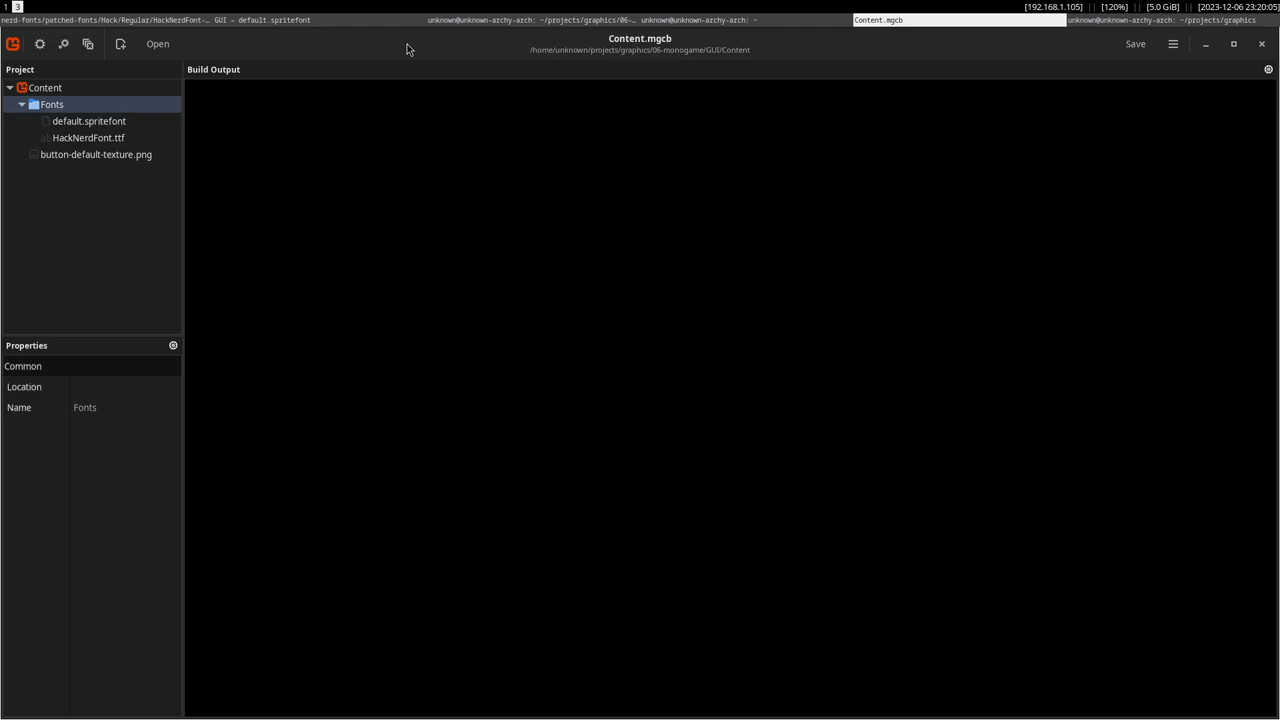 1 3 [192.168.1.105] || [120%] || [5.0 GiB] || [2023-12-06 23:20:05]
nerd-fonts/patched-fonts/Hack/Regular/HackNerdFont-… GUI - default.spritefont unknown@unknown-archy-arch: ~/projects/graphics/06-… unknown@unknown-archy-arch: ~ Content.mgcb unknown@unknown-archy-arch: ~/projects/graphics
Open Content.mgcb Save
/home/unknown/projects/graphics/06-monogame/GUI/Content
Project Build Output
Content
Fonts
default.spritefont
HackNerdFont.ttf
button-default-texture.png
Properties
Common
Location
Name Fonts